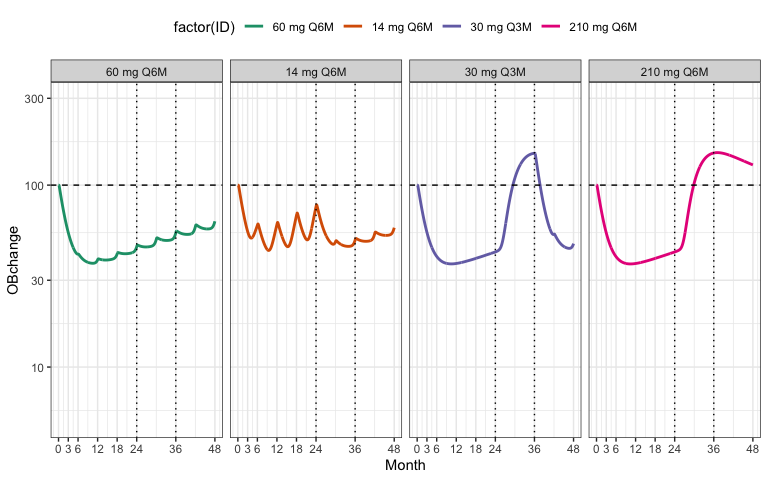 factor(ID) 60 mg Q6M 14 mg Q6M 30 mg Q3M 210 mg Q6M
60 mg Q6M 14 mg Q6M 30 mg Q3M 210 mg Q6M
300
100
30
10
OBchange
0 3 6 12 18 24 36 48 0 3 6 12 18 24 36 48 0 3 6 12 18 24 36 48 0 3 6 12 18 24 36 48
Month